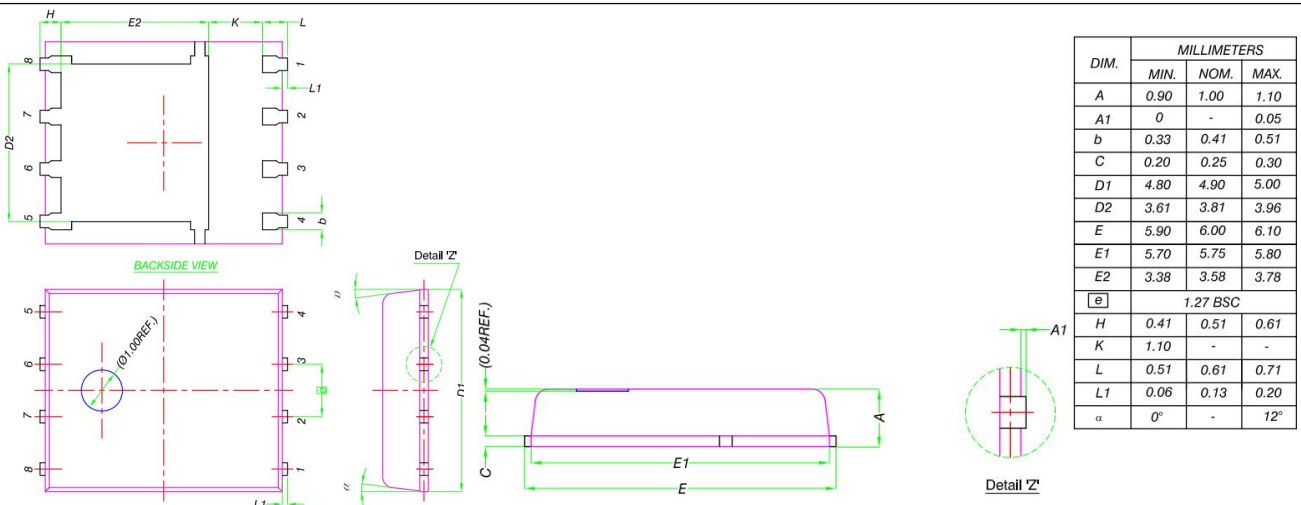 H E2 K L
8 1
L1
7 2
D2
6 3
5 4 b
BACKSIDE VIEW
Detail 'Z'
5 4
α
(Ø1.00REF.)
6 3
e
7 2
8 1
L1
D1
α
(0.04REF.)
A
C
E1
E
A1
Detail 'Z'
DIM. MILLIMETERS
MIN. NOM. MAX.
A 0.90 1.00 1.10
A1 0 - 0.05
b 0.33 0.41 0.51
C 0.20 0.25 0.30
D1 4.80 4.90 5.00
D2 3.61 3.81 3.96
E 5.90 6.00 6.10
E1 5.70 5.75 5.80
E2 3.38 3.58 3.78
e 1.27 BSC
H 0.41 0.51 0.61
K 1.10 - -
L 0.51 0.61 0.71
L1 0.06 0.13 0.20
α 0° - 12°